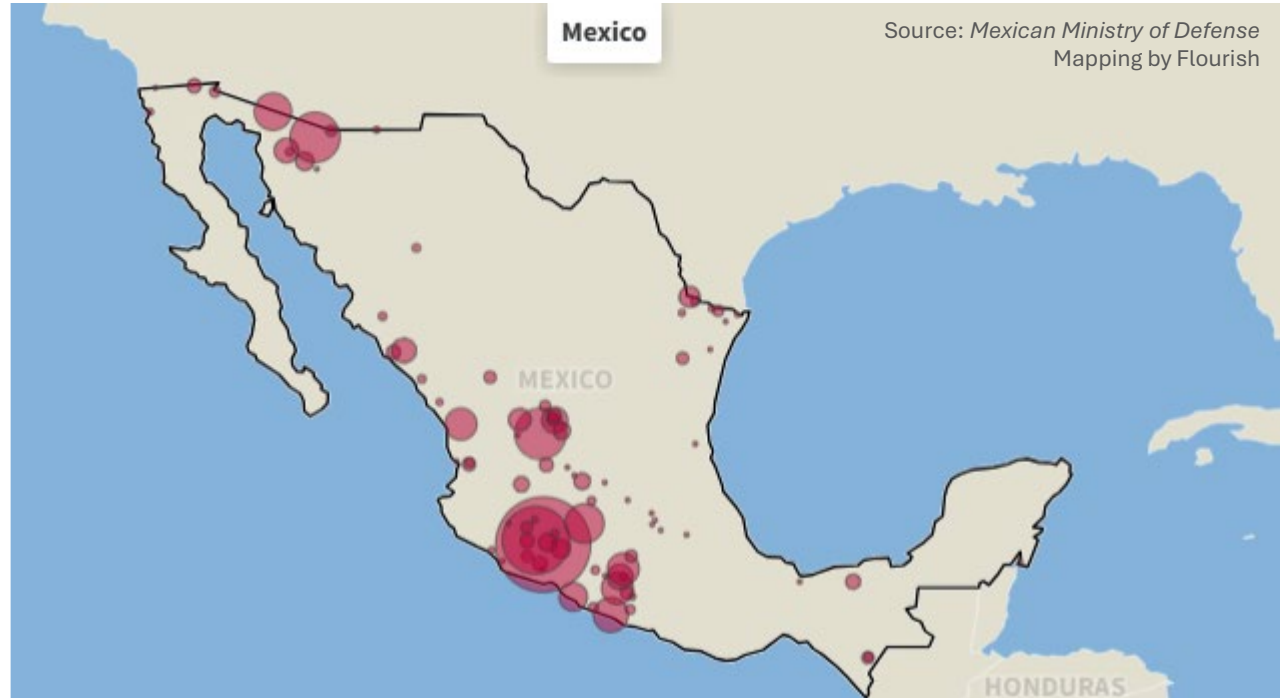 Mexico
Source: Mexican Ministry of Defense
Mapping by Flourish
MEXICO
HONDURAS